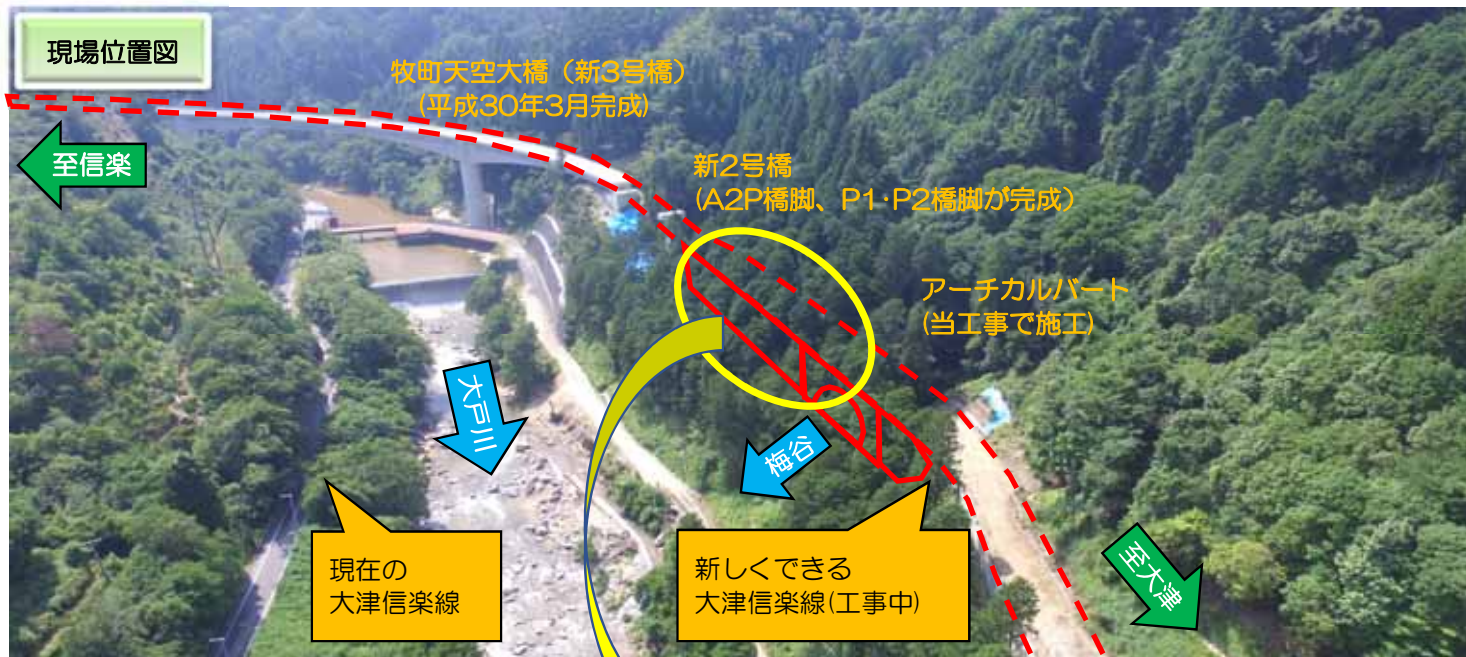 現場位置図
牧町天空大橋（新3号橋）
(平成30年3月完成)
至信楽
新2号橋
(A2P橋脚、P1･P2橋脚が完成）
アーチカルバート
(当工事で施工)
大戸川
梅谷
現在の
大津信楽線
新しくできる
大津信楽線(工事中)
至大津